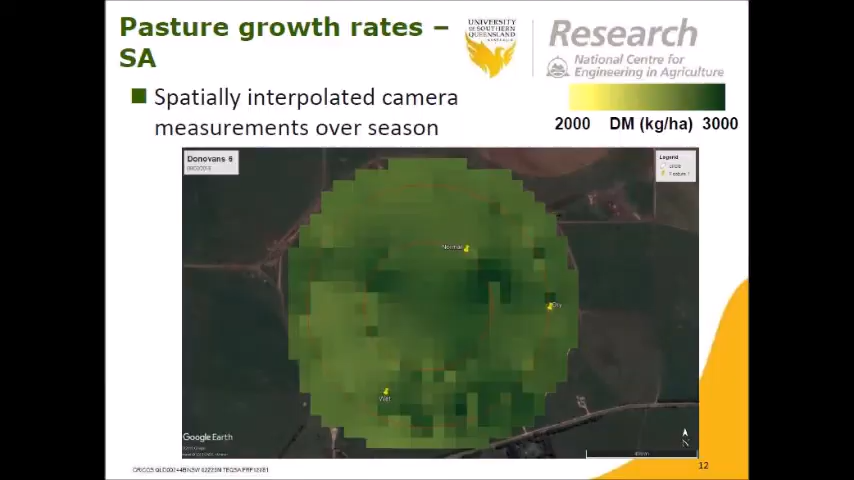 Pasture growth rates –
SA
UNIVERSITY
OF SOUTHERN
QUEENSLAND
Research
National Centre for
Engineering in Agriculture
Spatially interpolated camera
measurements over season
2000 DM (kg/ha) 3000
Donovans 6
Legend
Normal
Dry
Wet
Google Earth
N
12